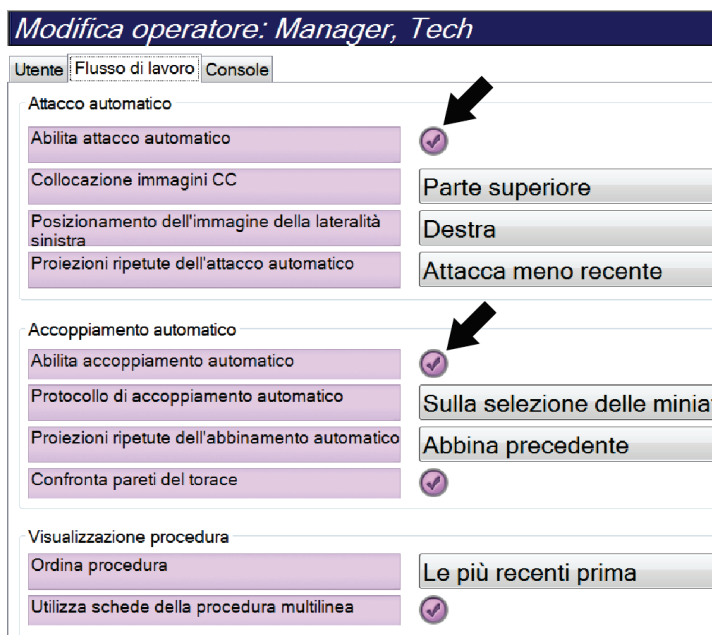 Modifica operatore: Manager, Tech
Utente Flusso di lavoro Console
Attacco automatico
Abilita attacco automatico
Collocazione immagini CC Parte superiore
Posizionamento dell'immagine della lateralità
sinistra
Destra
Proiezioni ripetute dell'attacco automatico Attacca meno recente
Accoppiamento automatico
Abilita accoppiamento automatico
Protocollo di accoppiamento automatico Sulla selezione delle
Proiezioni ripetute dell'abbinamento automatico Abbina precedente
Confronta pareti del torace
Visualizzazione procedura
Ordina procedura Le più recenti prima
Utilizza schede della procedura multilinea